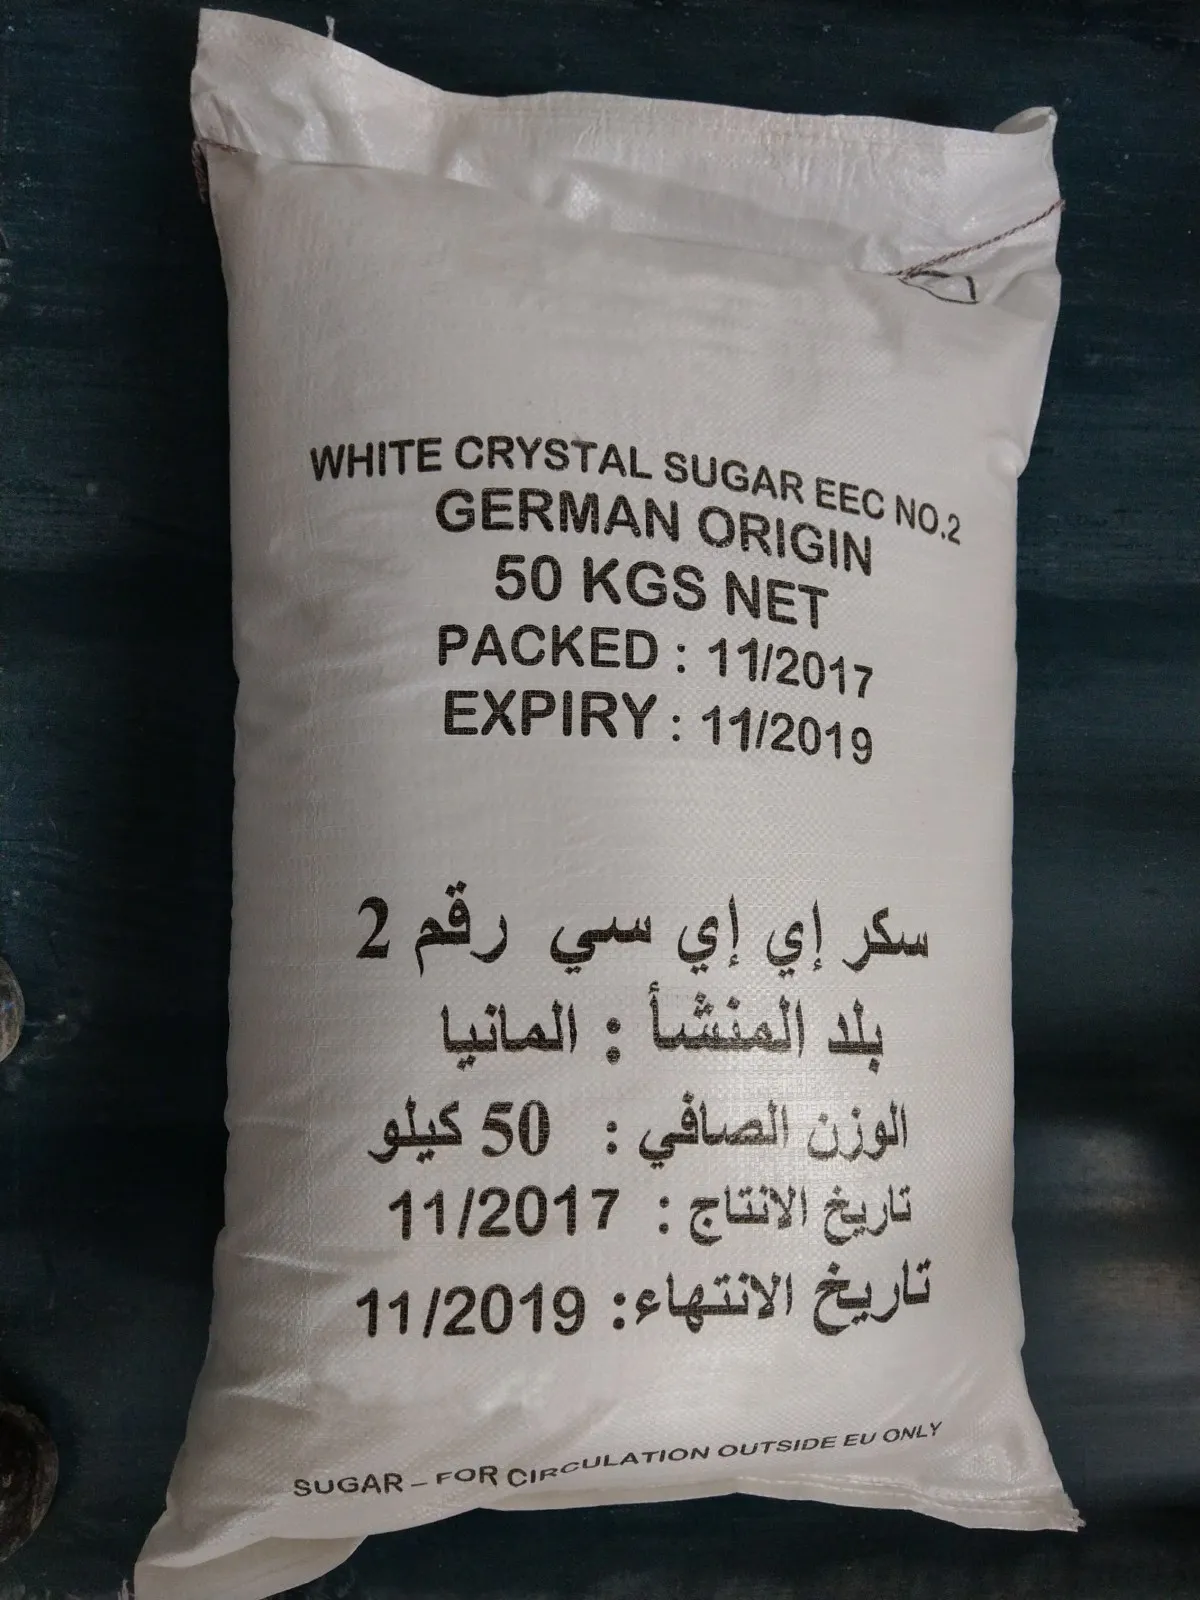 WHITE CRYSTAL SUGAR EEC NO.2
GERMAN ORIGIN
50 KGS NET
PACKED : 11/2017
EXPIRY : 11/2019
سكر إي إي سي رقم 2
بلد المنشأ : المانيا
الوزن الصافي : 50 كيلو
تاريخ الانتاج : 11/2017
تاريخ الانتهاء: 11/2019
SUGAR – FOR CIRCULATION OUTSIDE EU ONLY